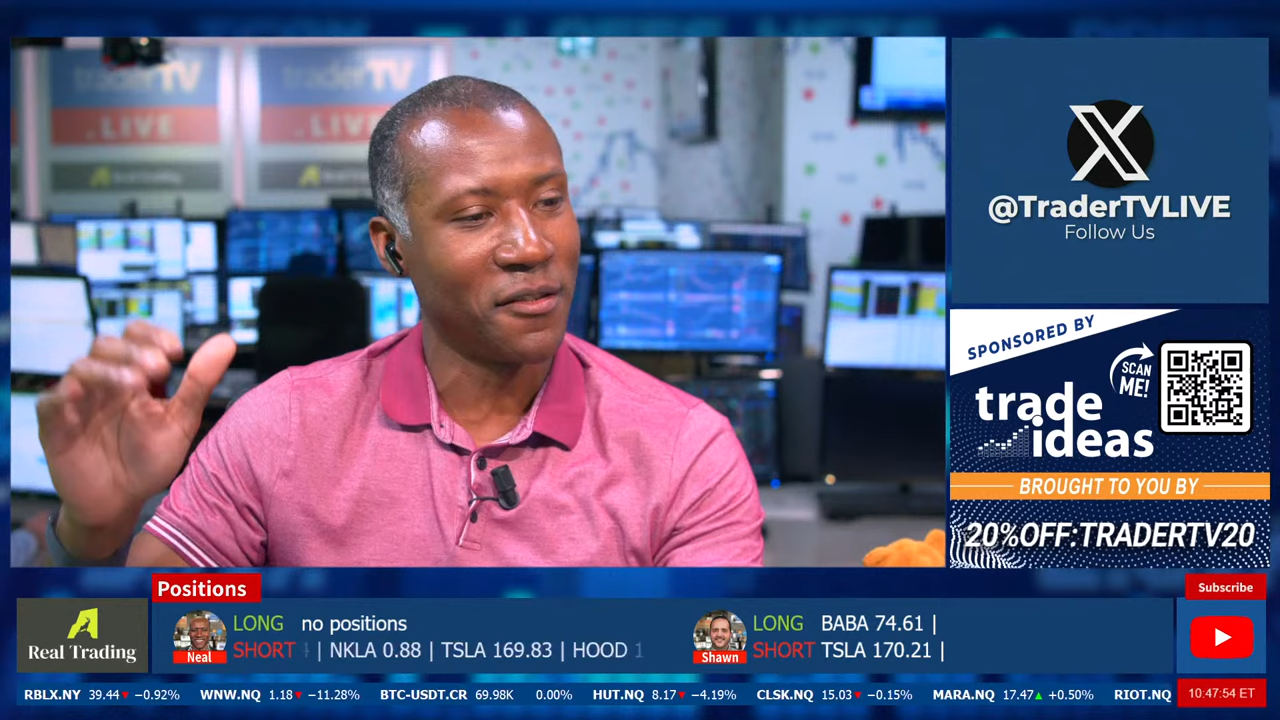 traderTV
.LIVE
traderTV
.LIVE
@TraderTVLIVE
Follow Us
SPONSORED BY
SCAN
ME!
trade
ideas
BROUGHT TO YOU BY
20%OFF:TRADERTV20
Positions
Subscribe
Real Trading
Neal
LONG no positions
SHORT | NKLA 0.88 | TSLA 169.83 | HOOD 1
Shawn
LONG BABA 74.61 |
SHORT TSLA 170.21 |
RBLX.NY 39.44▼ −0.92% WNW.NQ 1.18▼ −11.28% BTC-USDT.CR 69.98K 0.00% HUT.NQ 8.17▼ −4.19% CLSK.NQ 15.03▼ −0.15% MARA.NQ 17.47▲ +0.50% RIOT.NQ
10:47:54 ET